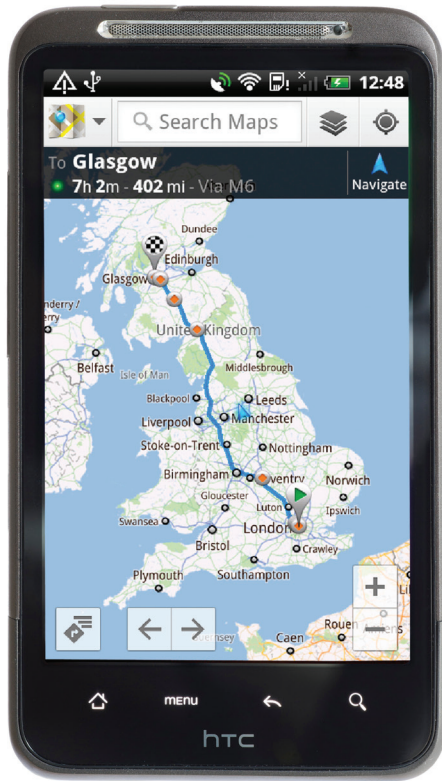 12:48
Search Maps
To Glasgow
7h 2m - 402 mi - Via M6
Navigate
Dundee
Edinburgh
Glasgow
United Kingdom
Belfast
Isle of Man
Middlesbrough
Blackpool
Leeds
Liverpool
Manchester
Stoke-on-Trent
Nottingham
Birmingham
Norwich
Gloucester
Luton
Ipswich
Swansea
London
Bristol
Crawley
Plymouth
Southampton
Rouen
Caen
MENU
hTC